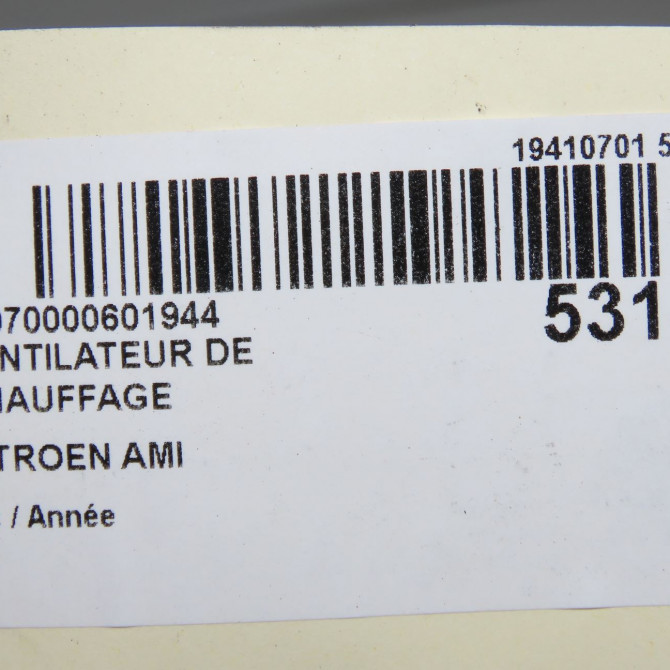 19410701 5
070000601944
531
NTILATEUR DE
HAUFFAGE
TROEN AMI
/ Année